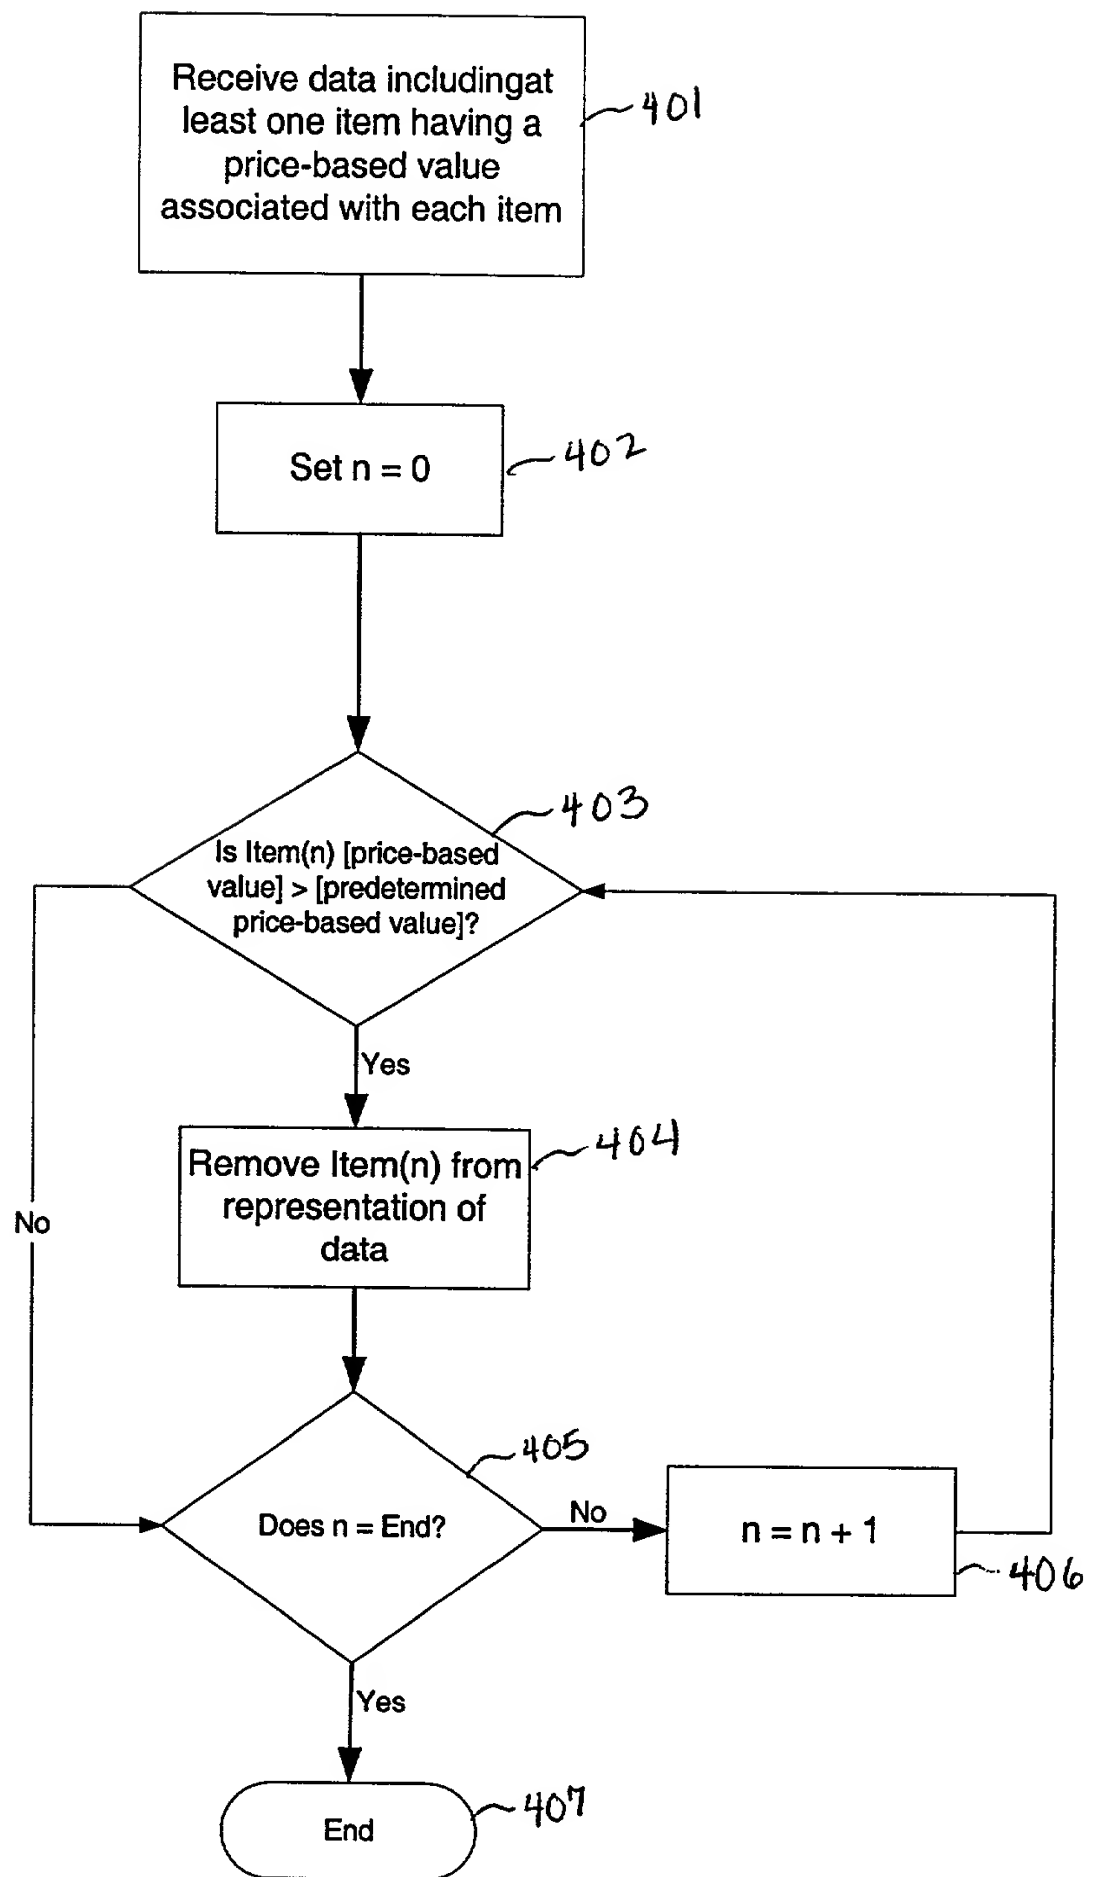 Receive data includingat
least one item having a
price-based value
associated with each item
401
Set n = 0
402
403
Is Item(n) [price-based
value] > [predetermined
price-based value]?
Yes
404
Remove Item(n) from
representation of
data
No
405
Does n = End?
No
n = n + 1
406
Yes
End
407